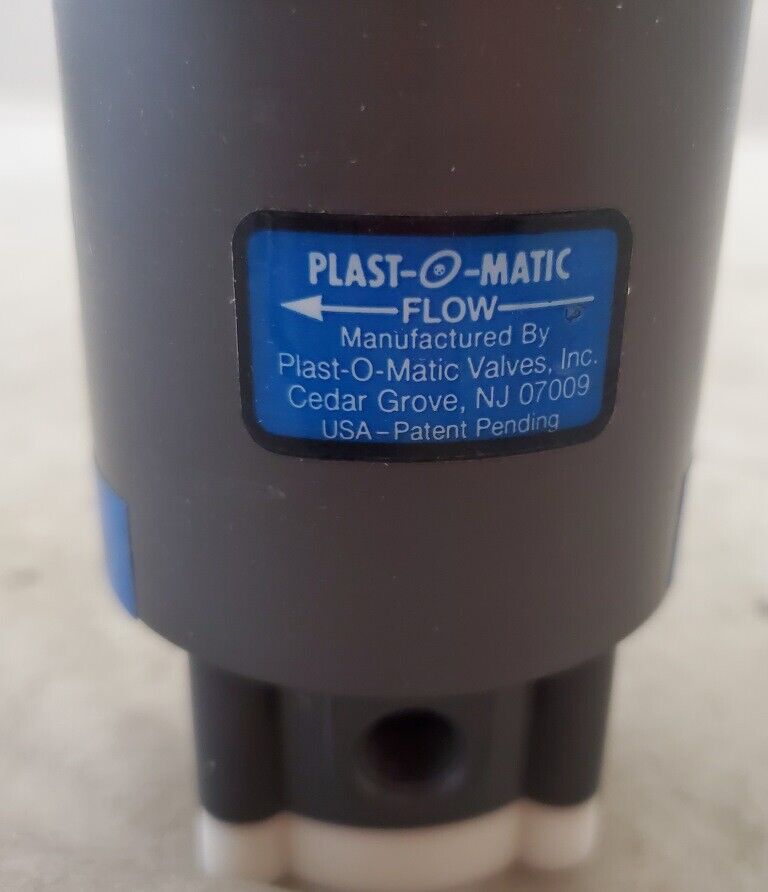 PLAST-O-MATIC
FLOW
Manufactured By
Plast-O-Matic Valves, Inc.
Cedar Grove, NJ 07009
USA–Patent Pending